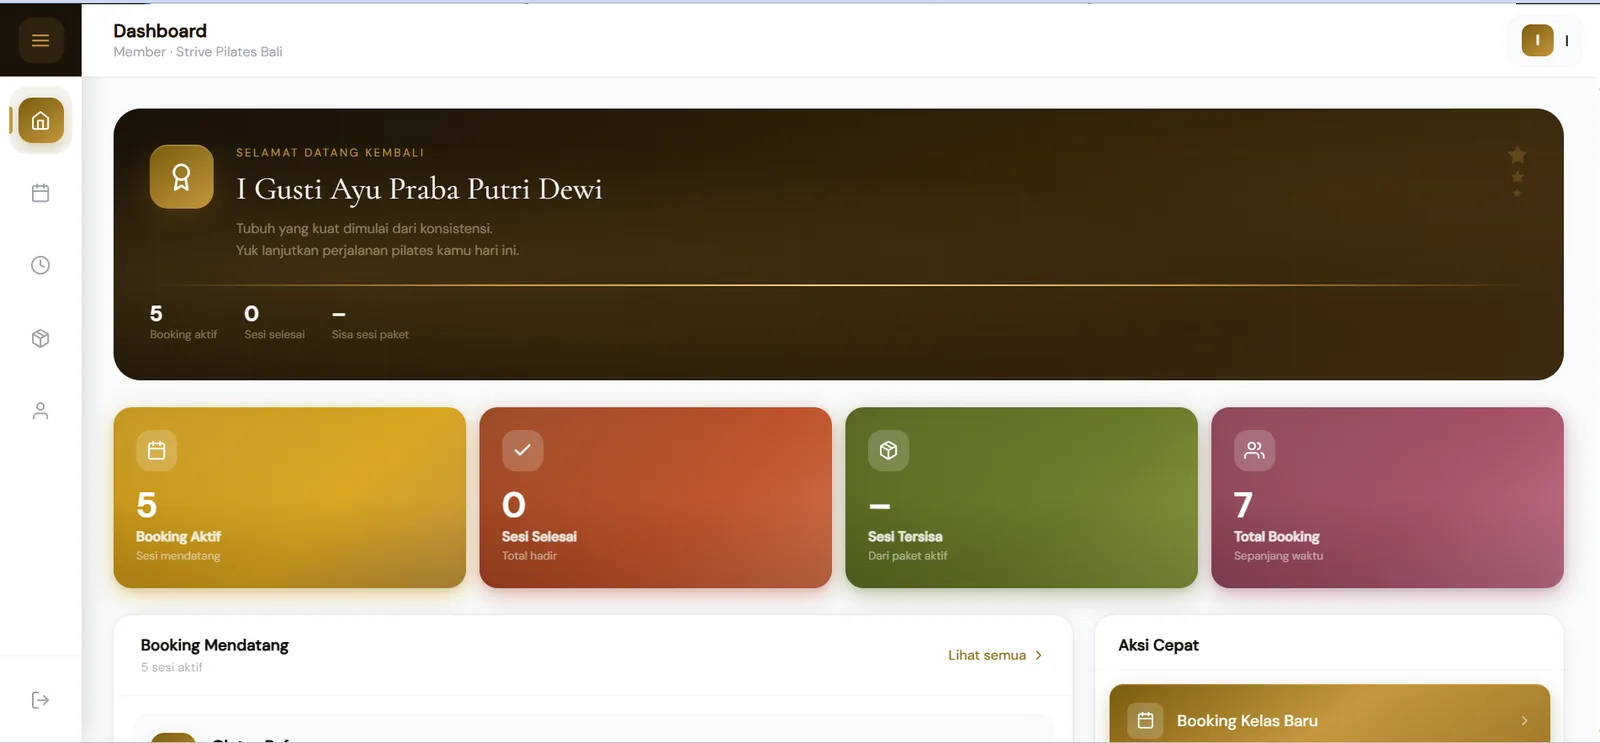 Dashboard
Member · Strive Pilates Bali
I
I
SELAMAT DATANG KEMBALI
I Gusti Ayu Praba Putri Dewi
Tubuh yang kuat dimulai dari konsistensi.
Yuk lanjutkan perjalanan pilates kamu hari ini.
5
Booking aktif
0
Sesi selesai
–
Sisa sesi paket
5
Booking Aktif
Sesi mendatang
0
Sesi Selesai
Total hadir
–
Sesi Tersisa
Dari paket aktif
7
Total Booking
Sepanjang waktu
Booking Mendatang
5 sesi aktif
Lihat semua
Aksi Cepat
Booking Kelas Baru